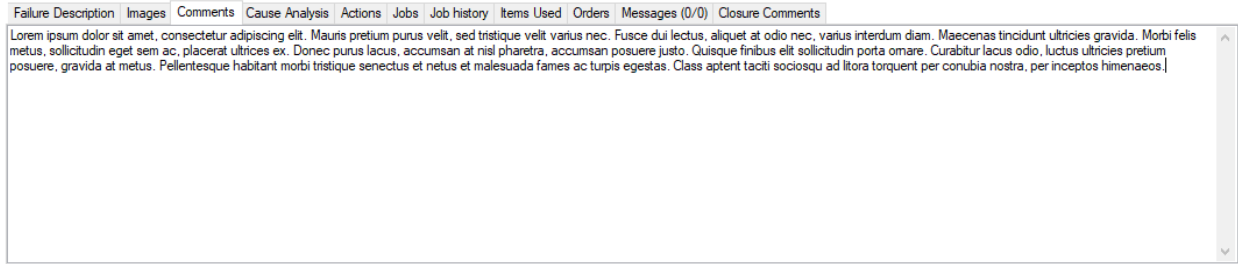 Failure Description Images Comments Cause Analysis Actions Jobs Job history Items Used Orders Messages (0/0) Closure Comments
Lorem ipsum dolor sit amet, consectetur adipiscing elit. Mauris pretium purus velit, sed tristique velit varius nec. Fusce dui lectus, aliquet at odio nec, varius interdum diam. Maecenas tincidunt ultricies gravida. Morbi felis
metus, sollicitudin eget sem ac, placerat ultrices ex. Donec purus lacus, accumsan at nisl pharetra, accumsan posuere justo. Quisque finibus elit sollicitudin porta ornare. Curabitur lacus odio, luctus ultricies pretium
posuere, gravida at metus. Pellentesque habitant morbi tristique senectus et netus et malesuada fames ac turpis egestas. Class aptent taciti sociosqu ad litora torquent per conubia nostra, per inceptos himenaeos.